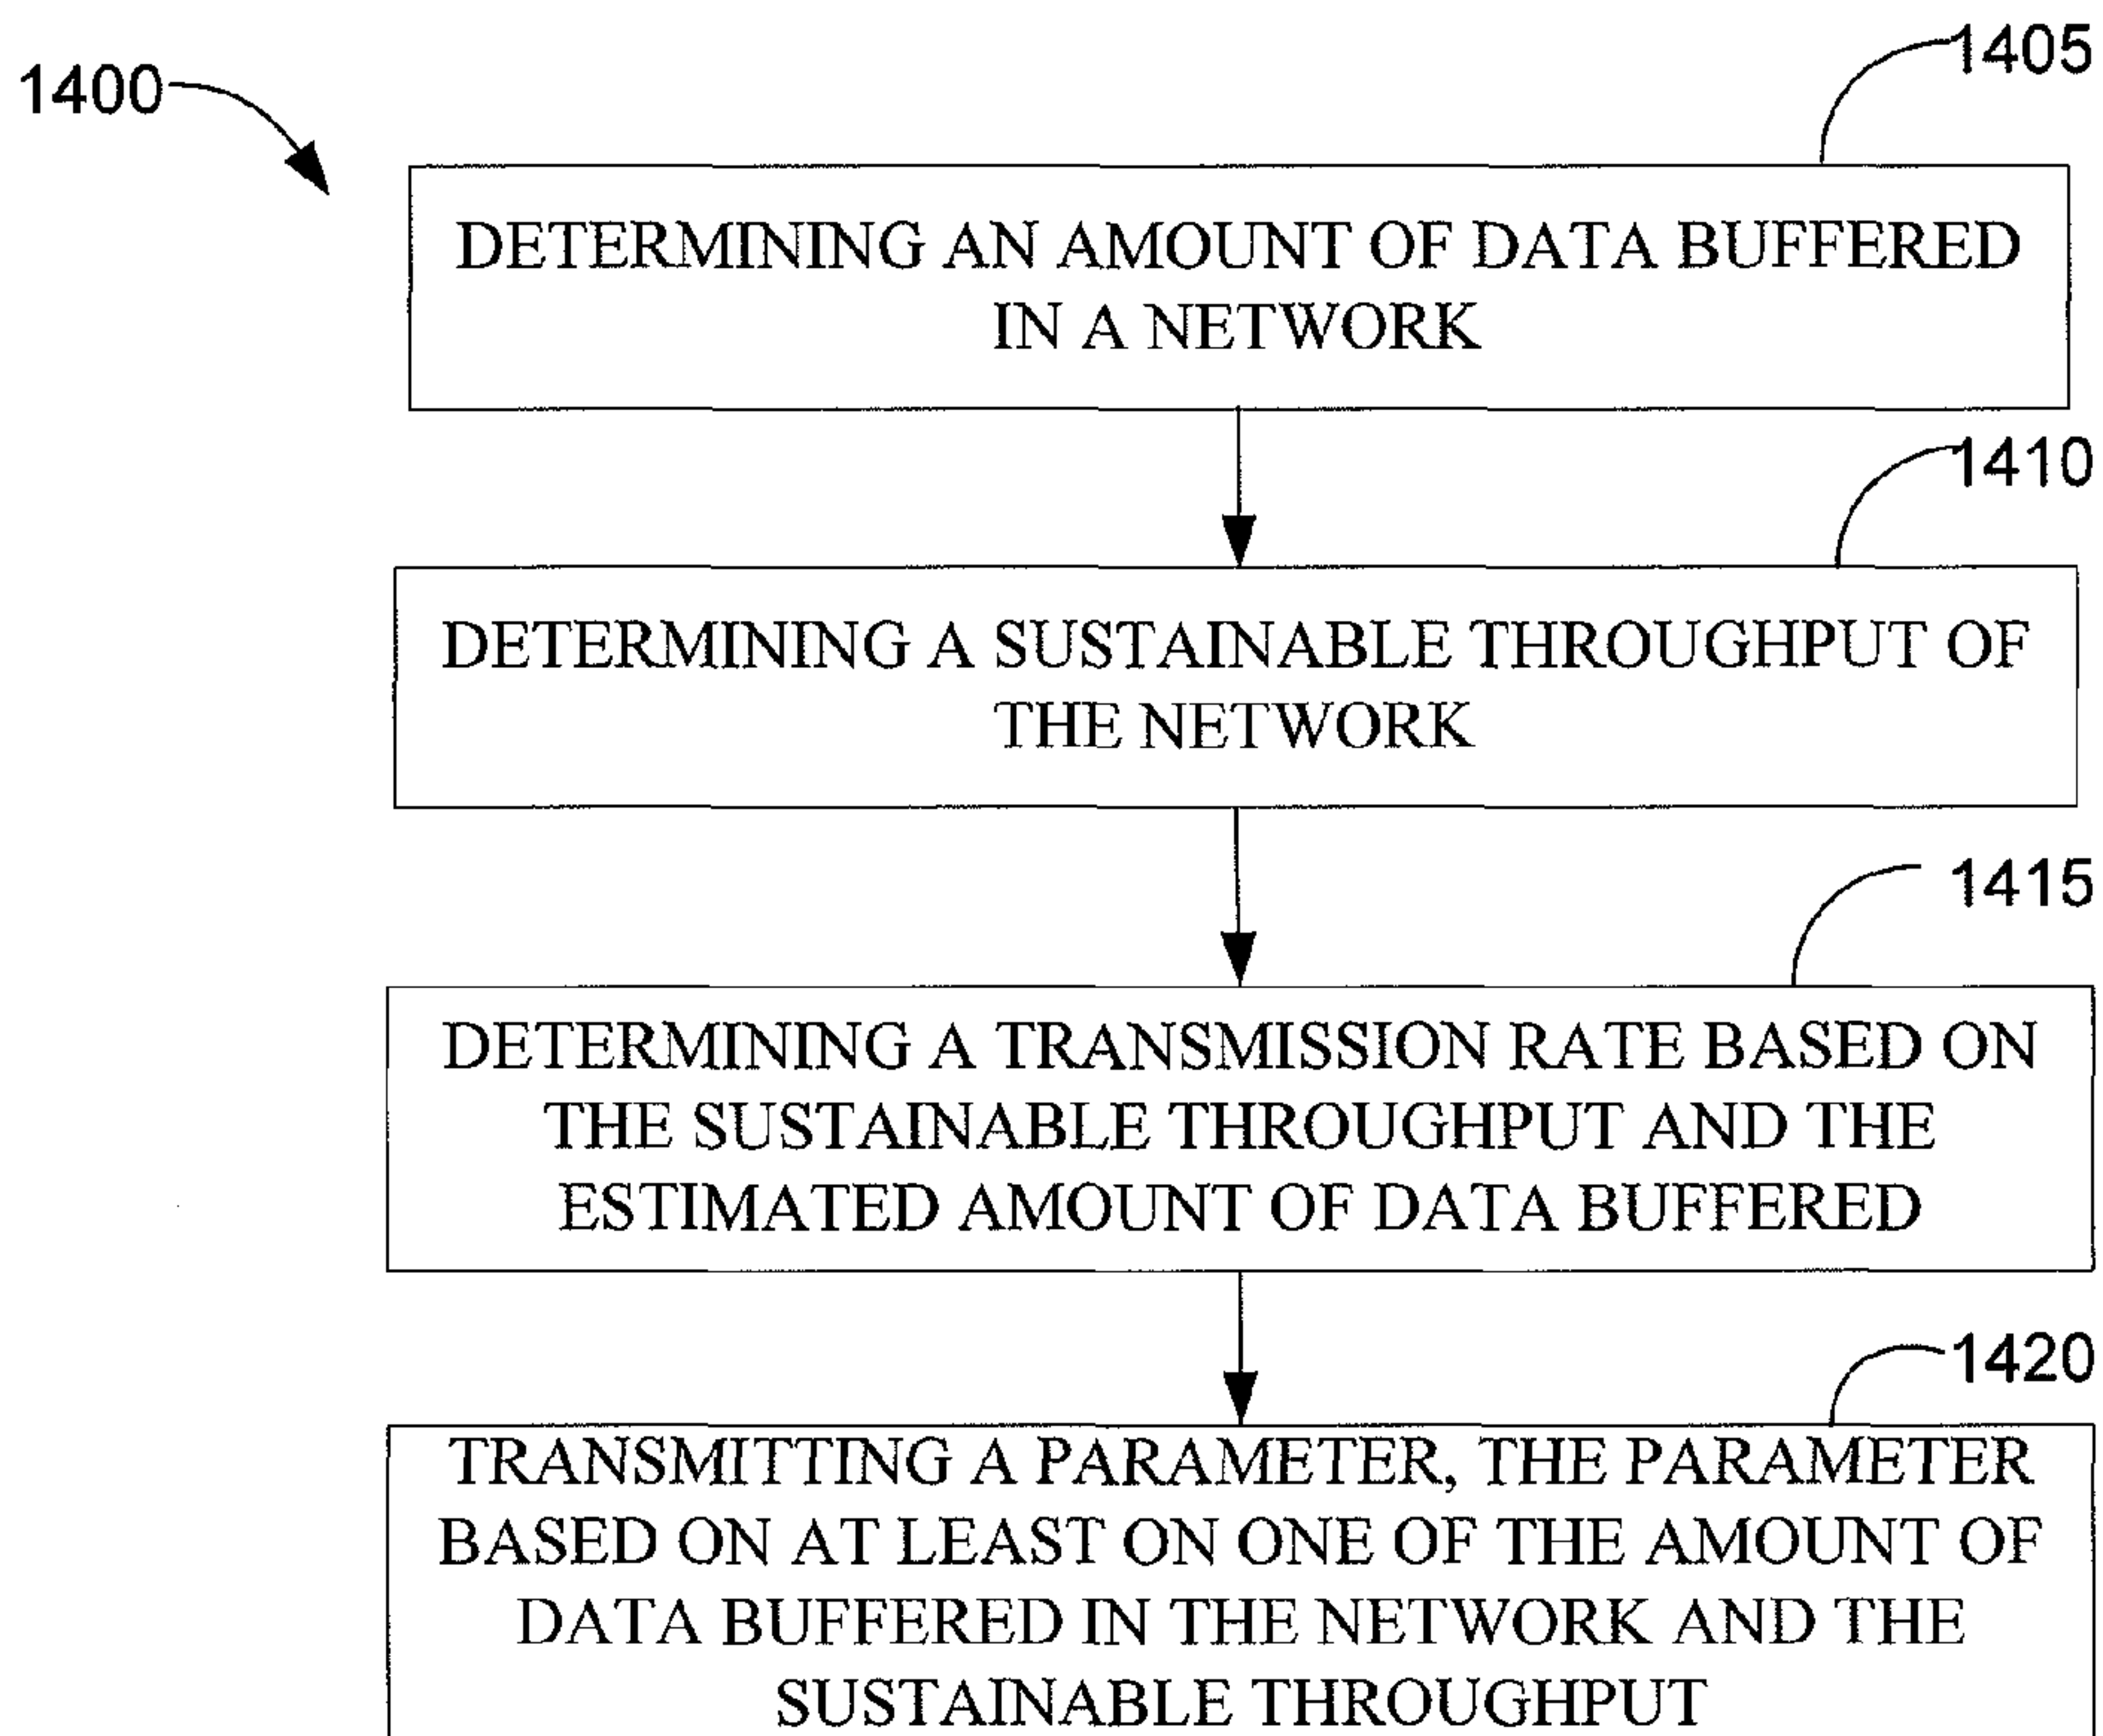 1400
1405
DETERMINING AN AMOUNT OF DATA BUFFERED
IN A NETWORK
1410
DETERMINING A SUSTAINABLE THROUGHPUT OF
THE NETWORK
1415
DETERMINING A TRANSMISSION RATE BASED ON
THE SUSTAINABLE THROUGHPUT AND THE
ESTIMATED AMOUNT OF DATA BUFFERED
1420
TRANSMITTING A PARAMETER, THE PARAMETER
BASED ON AT LEAST ON ONE OF THE AMOUNT OF
DATA BUFFERED IN THE NETWORK AND THE
SUSTAINABLE THROUGHPUT